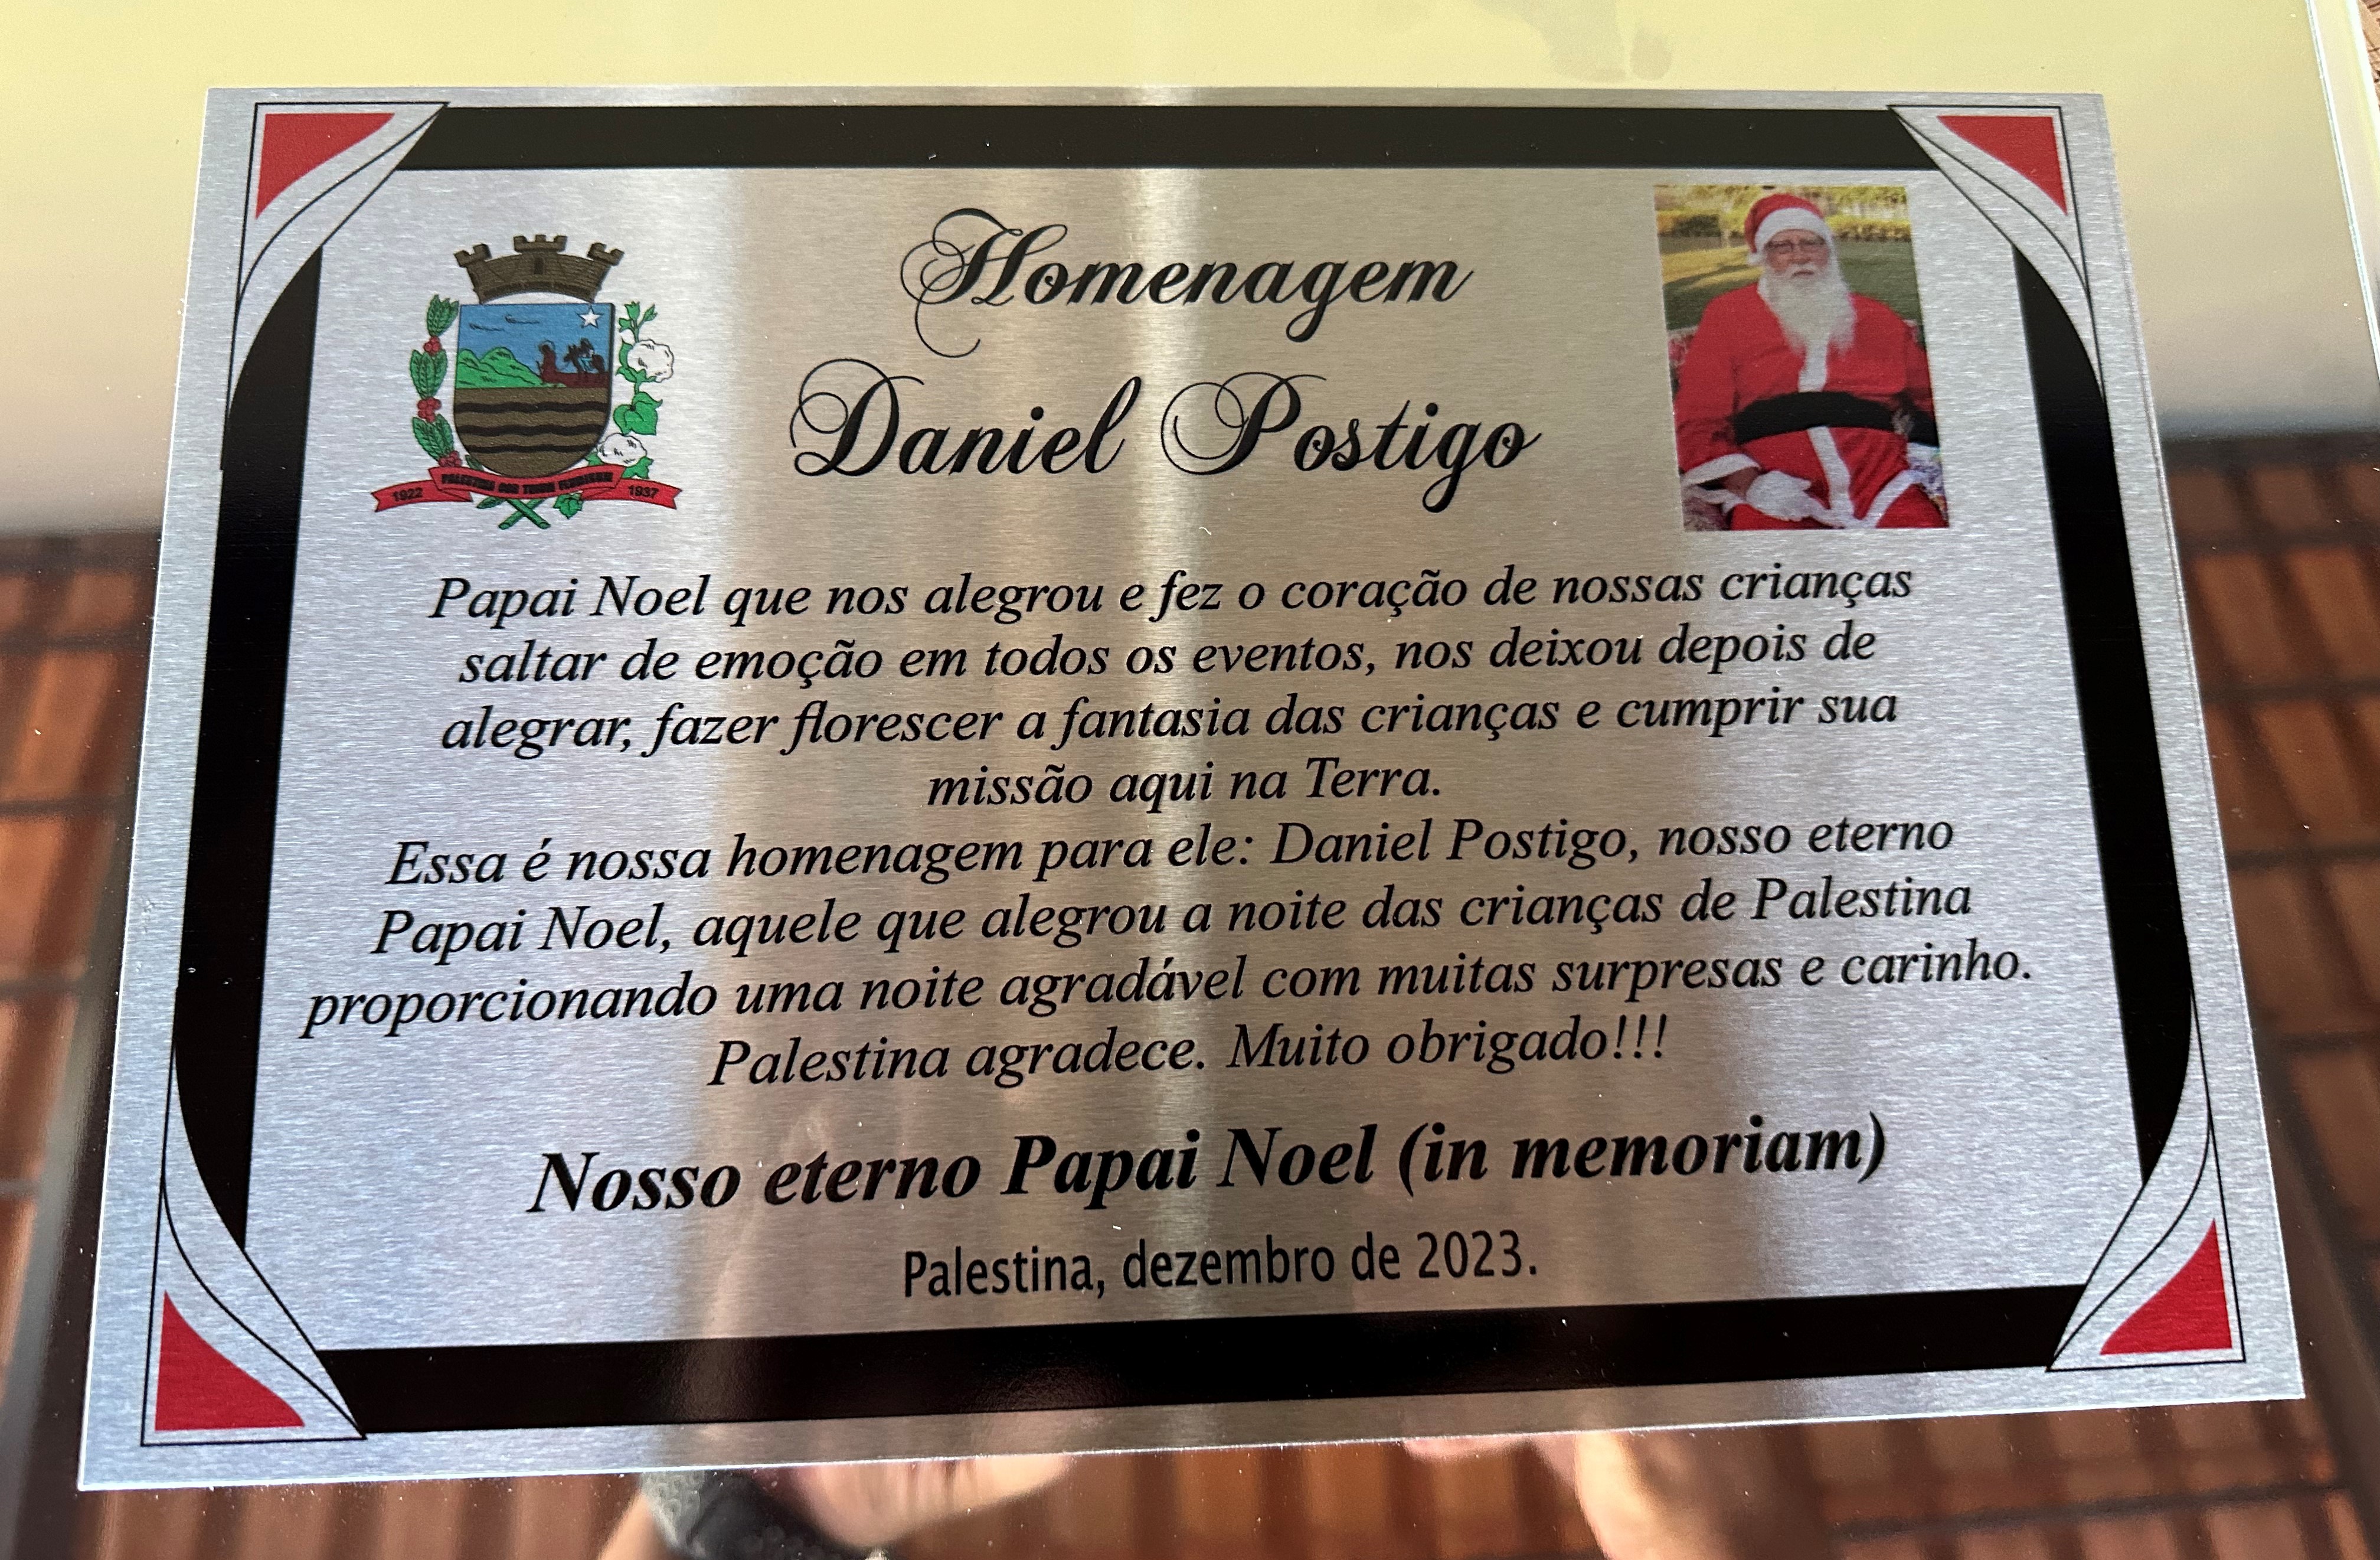 Homenagem
Daniel Postigo
1922
1937
Papai Noel que nos alegrou e fez o coração de nossas crianças
saltar de emoção em todos os eventos, nos deixou depois de
alegrar, fazer florescer a fantasia das crianças e cumprir sua
missão aqui na Terra.
Essa é nossa homenagem para ele: Daniel Postigo, nosso eterno
Papai Noel, aquele que alegrou a noite das crianças de Palestina
proporcionando uma noite agradável com muitas surpresas e carinho.
Palestina agradece. Muito obrigado!!!
Nosso eterno Papai Noel (in memoriam)
Palestina, dezembro de 2023.